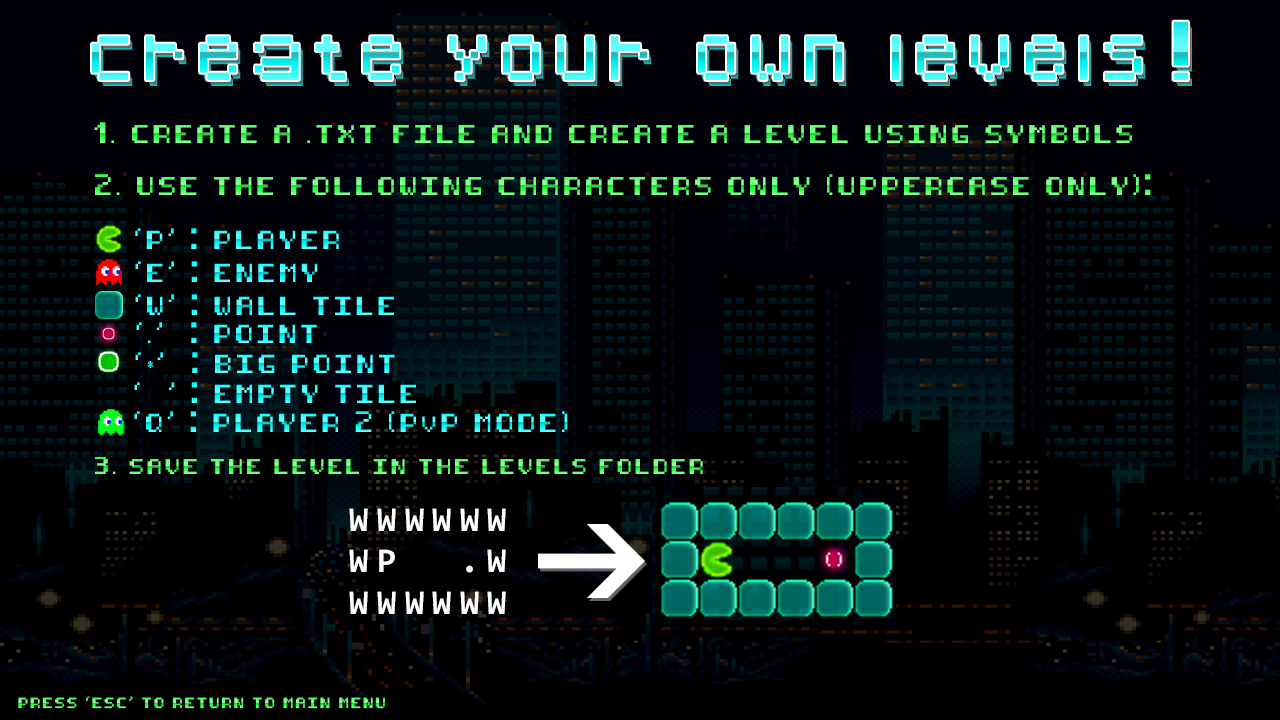 Create your own levels!
1. CREATE A .TXT FILE AND CREATE A LEVEL USING SYMBOLS
2. USE THE FOLLOWING CHARACTERS ONLY (UPPERCASE ONLY):
'P' : PLAYER
'E' : ENEMY
'W' : WALL TILE
'.' : POINT
'*' : BIG POINT
' ' : EMPTY TILE
'Q' : PLAYER 2 (PvP MODE)
3. SAVE THE LEVEL IN THE LEVELS FOLDER
WWWWWW
WP  .W
WWWWWW
PRESS 'ESC' TO RETURN TO MAIN MENU